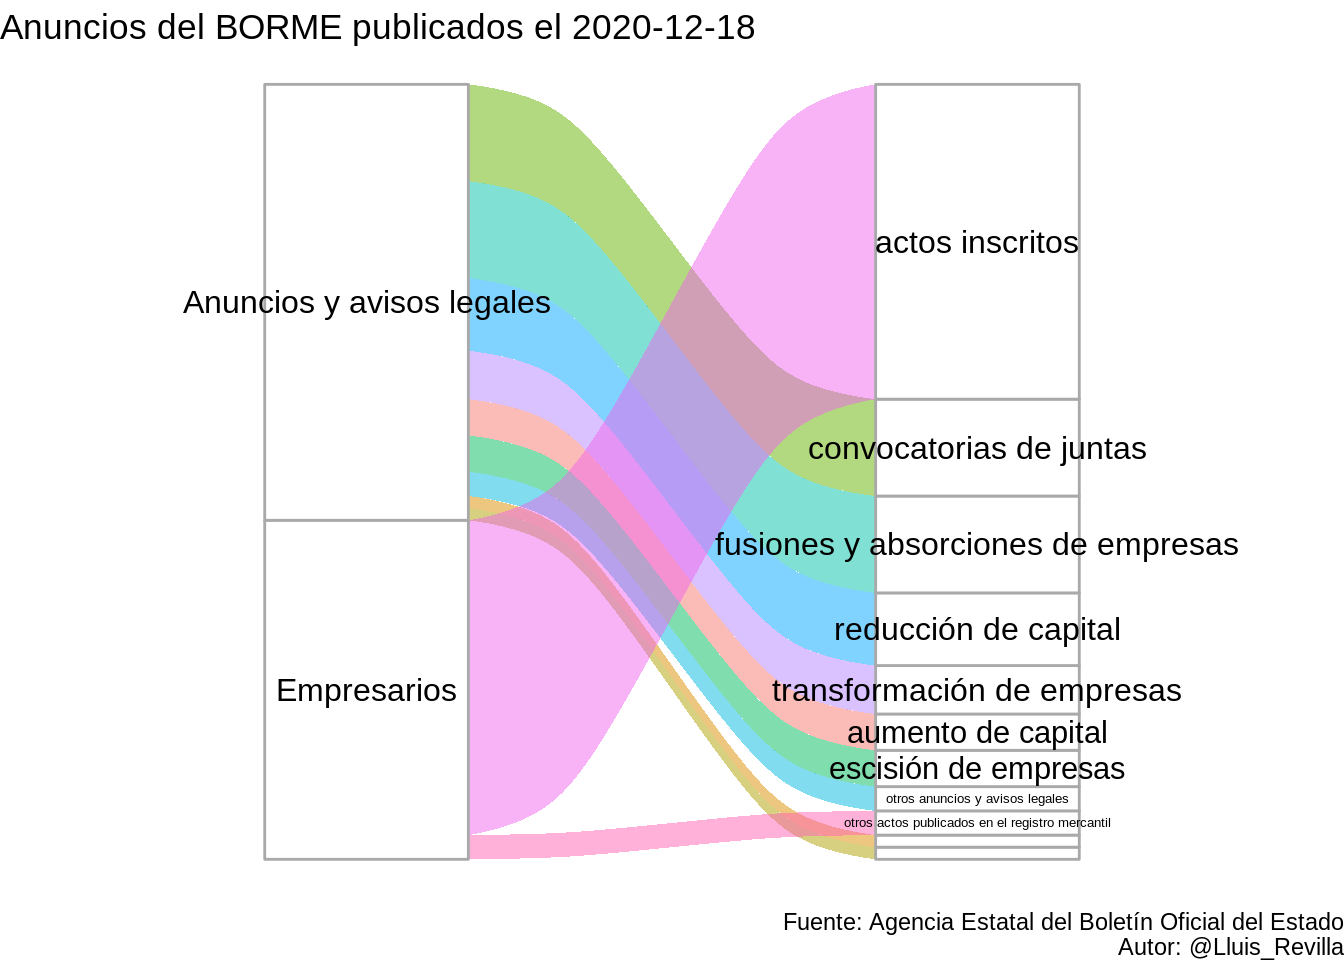 Anuncios del BORME publicados el 2020-12-18
Anuncios y avisos legales
Empresarios
actos inscritos
convocatorias de juntas
fusiones y absorciones de empresas
reducción de capital
transformación de empresas
aumento de capital
escisión de empresas
otros anuncios y avisos legales
otros actos publicados en el registro mercantil
Fuente: Agencia Estatal del Boletín Oficial del Estado
Autor: @Lluis_Revilla